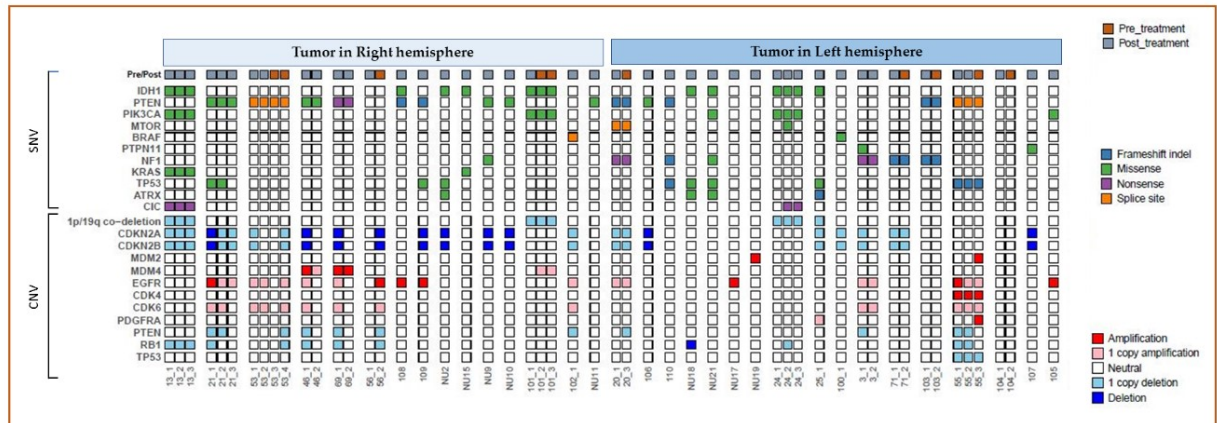 Tumor in Right hemisphere
Tumor in Left hemisphere
Pre_treatment
Post_treatment
Pre/Post
SNV
IDH1
PTEN
PIK3CA
MTOR
BRAF
PTPN11
NF1
KRAS
TP53
ATRX
CIC
Frameshift indel
Missense
Nonsense
Splice site
CNV
1p/19q co-deletion
CDKN2A
CDKN2B
MDM2
MDM4
EGFR
CDK4
CDK6
PDGFRA
PTEN
RB1
TP53
Amplification
1 copy amplification
Neutral
1 copy deletion
Deletion
13_1
13_2
13_3
21_1
21_2
21_3
53_1
53_2
53_3
53_4
46_1
46_2
69_1
69_2
56_1
56_2
108
109
NU2
NU15
NU9
NU10
101_1
101_2
101_3
102_1
NU11
20_1
20_3
106
110
NU18
NU21
NU17
NU19
24_1
24_2
24_3
25_1
100_1
3_1
3_2
71_1
71_2
103_1
103_2
55_1
55_2
55_3
104_1
104_2
107
105